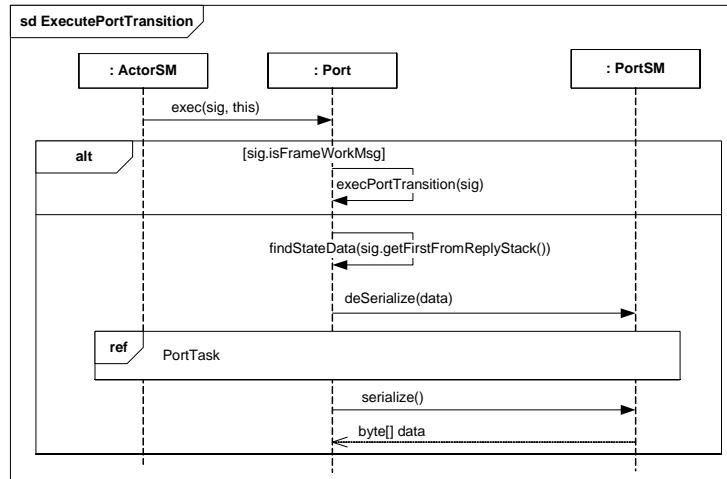 sd ExecutePortTransition
: ActorSM
: Port
: PortSM
exec(sig, this)
alt
[sig.isFrameWorkMsg]
execPortTransition(sig)
findStateData(sig.getFirstFromReplyStack())
deSerialize(data)
ref
PortTask
serialize()
byte[] data